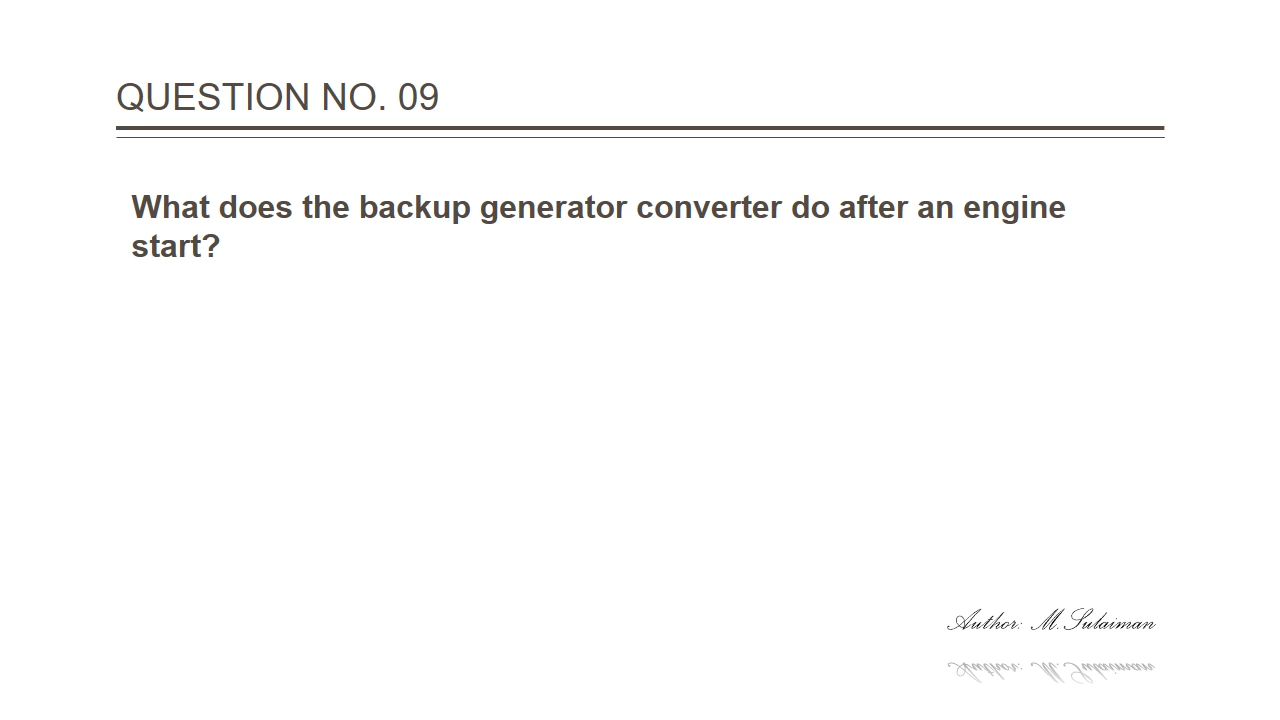 QUESTION NO. 09
What does the backup generator converter do after an engine
start?
Author: M.Sulaiman